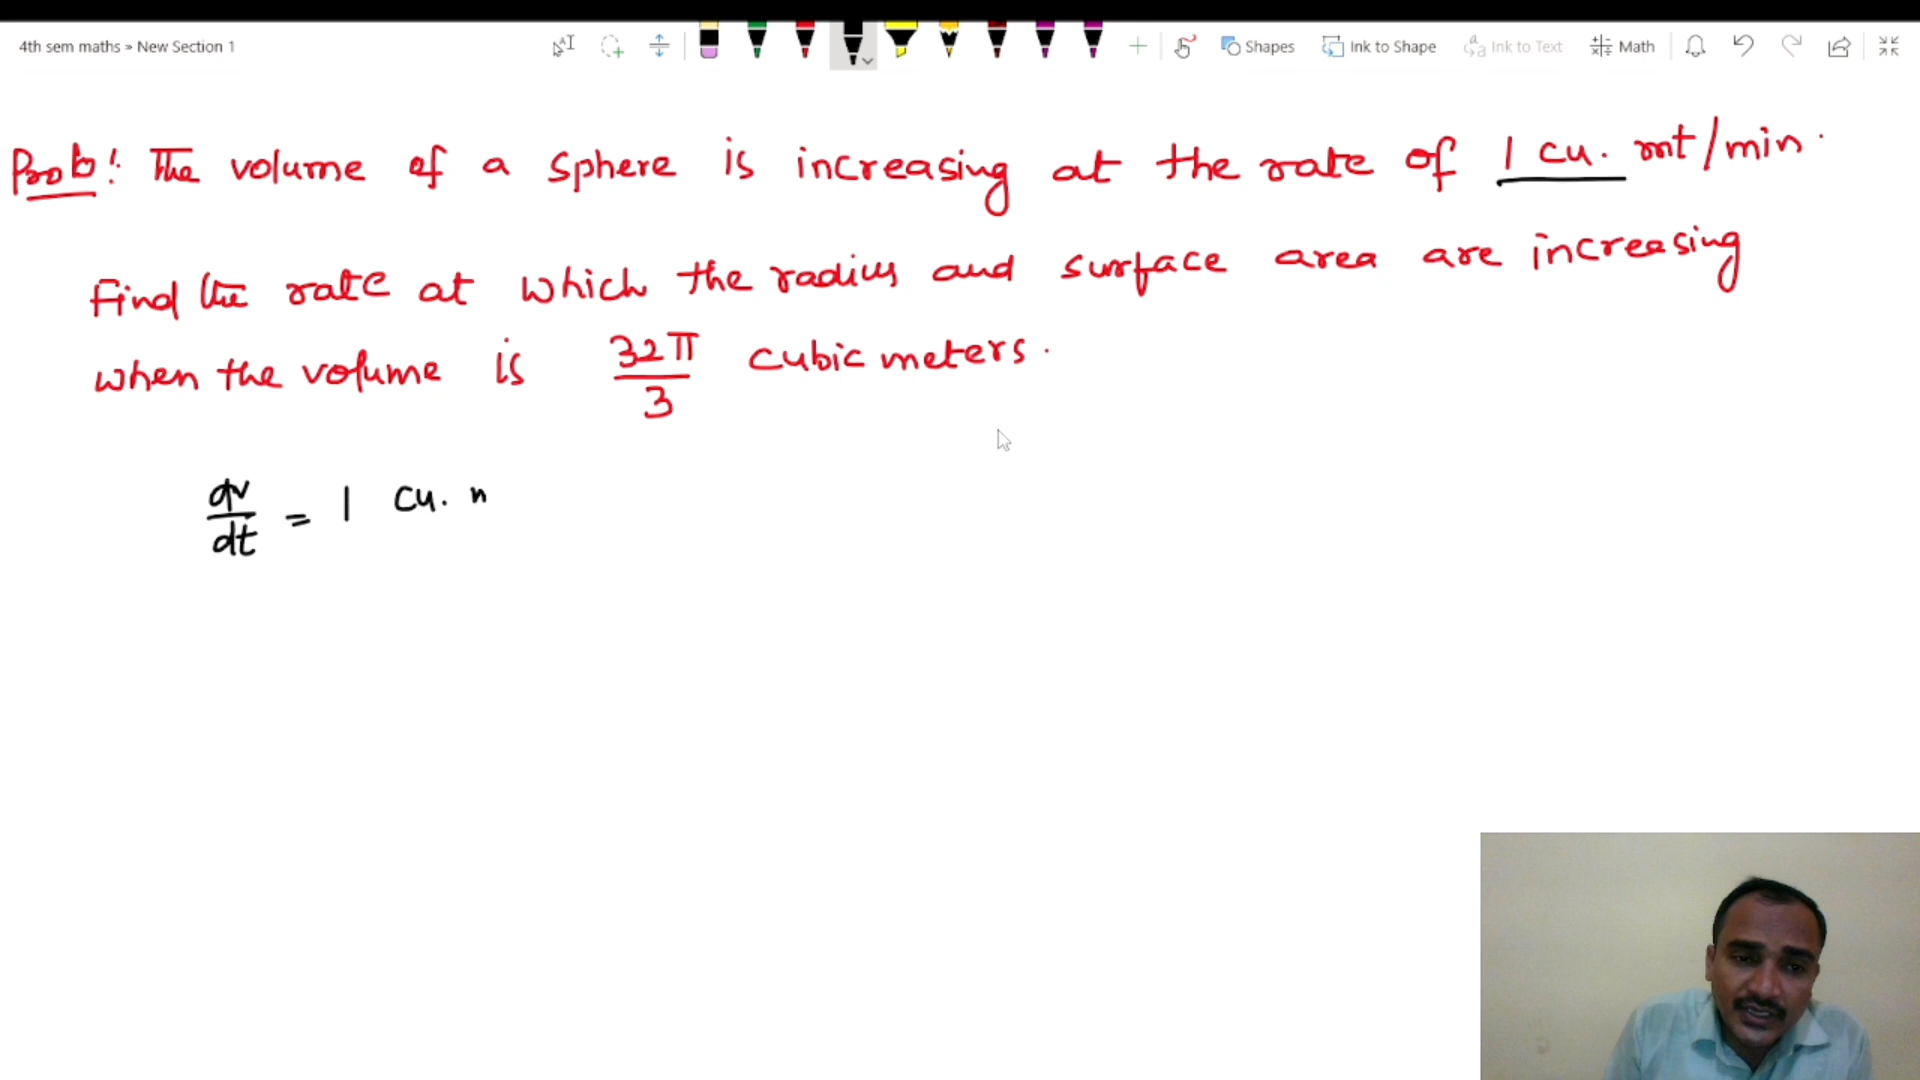 4th sem maths » New Section 1
Shapes Ink to Shape Ink to Text Math
Prob: The volume of a sphere is increasing at the rate of 1 cu. mt/min.
Find the rate at which the radius and surface area are increasing
when the volume is 32π/3 cubic meters.
dv/dt = 1 cu. n